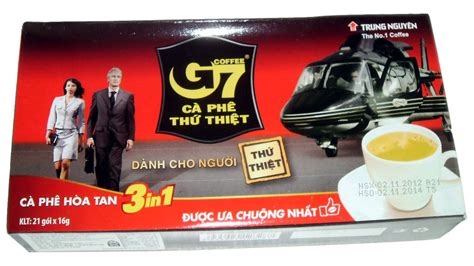 TRUNG NGUYÊN
The No.1 Coffee
COFFEE
G7
CÀ PHÊ
THỨ THIỆT
DÀNH CHO NGƯỜI
THỨ THIỆT
CÀ PHÊ HÒA TAN 3in1
KLT: 21 gói x 16g
ĐƯỢC ƯA CHUỘNG NHẤT
NSX-02.11.2012 A21
HSD-02.11.2014 T5